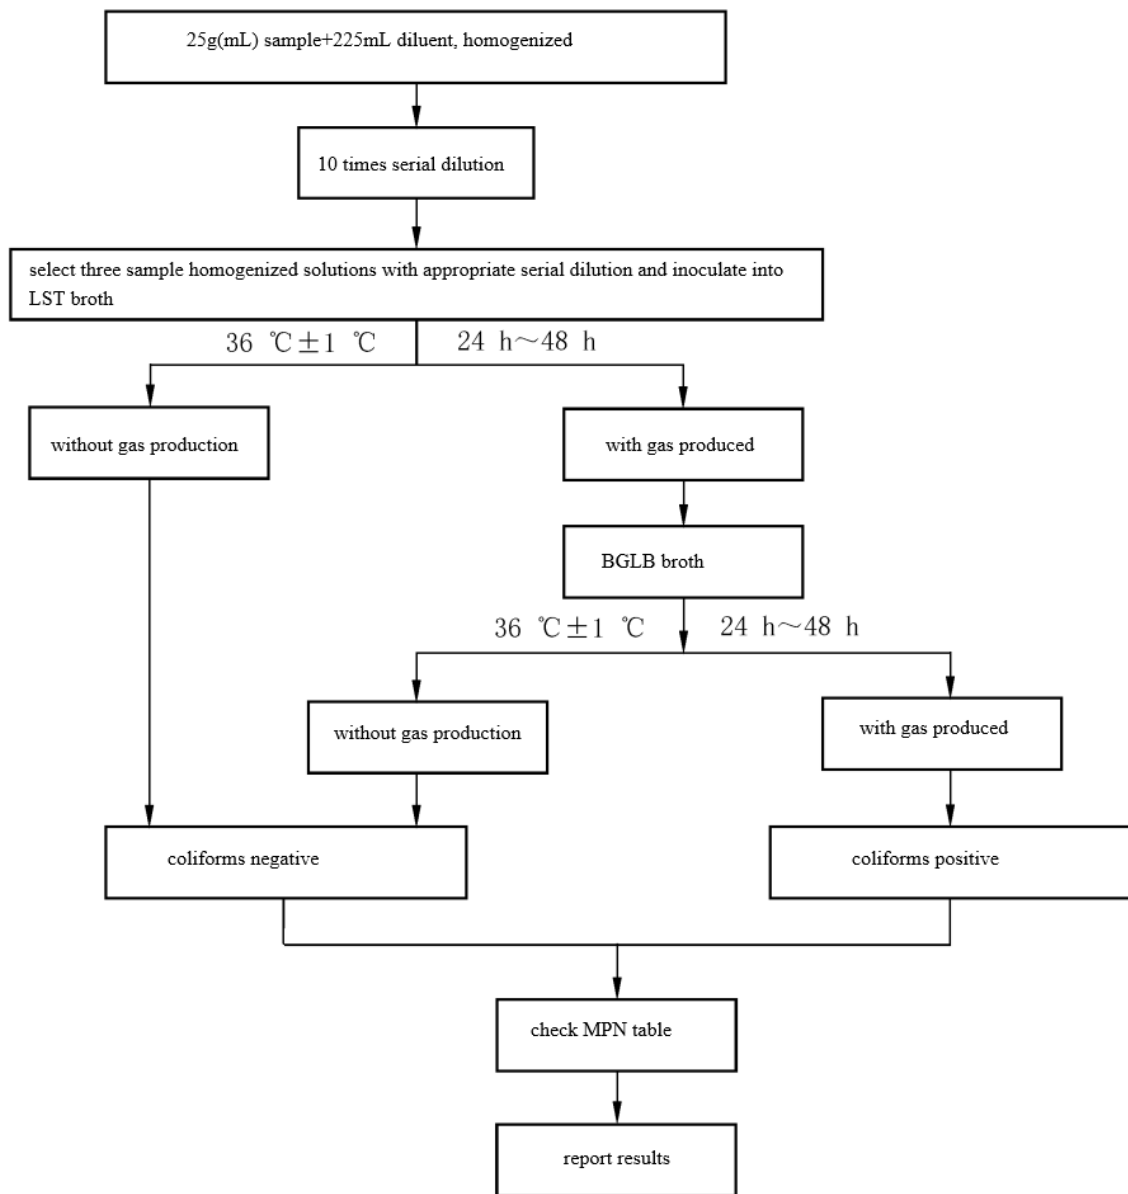 25g(mL) sample+225mL diluent, homogenized
10 times serial dilution
select three sample homogenized solutions with appropriate serial dilution and inoculate into
LST broth
36 ℃±1 ℃ 24 h～48 h
without gas production
with gas produced
BGLB broth
36 ℃±1 ℃ 24 h～48 h
without gas production
with gas produced
coliforms negative
coliforms positive
check MPN table
report results